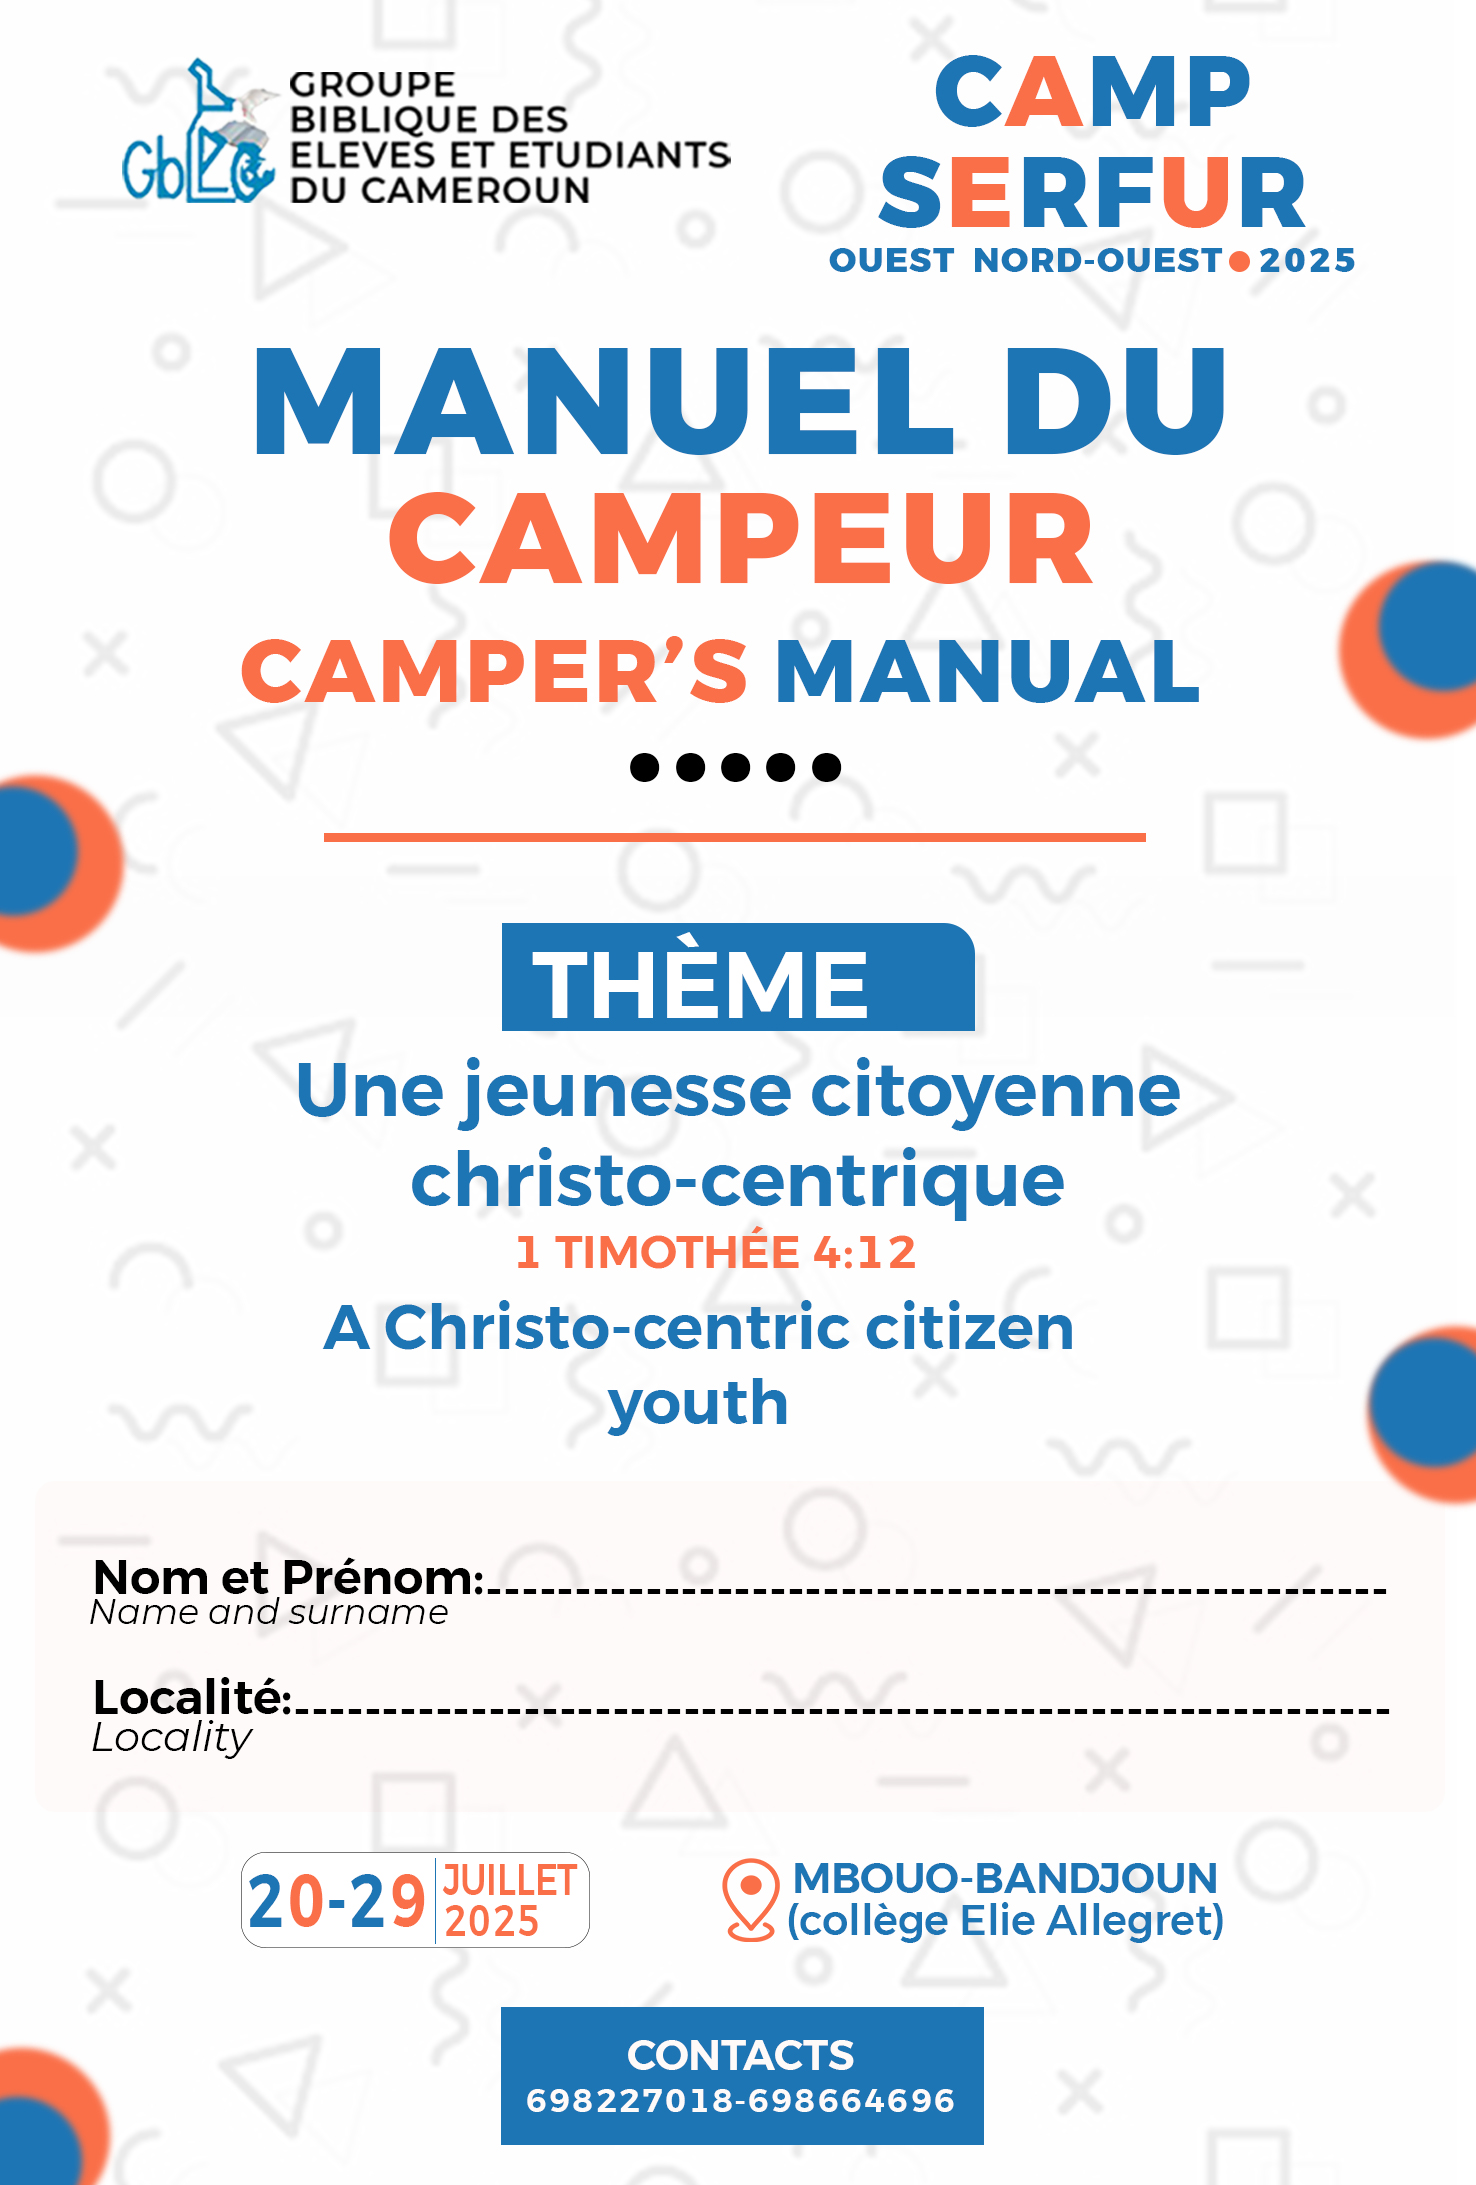 GbEEC
GROUPE
BIBLIQUE DES
ELEVES ET ETUDIANTS
DU CAMEROUN
CAMP
SERFUR
OUEST NORD-OUEST•2025
MANUEL DU
CAMPEUR
CAMPER'S MANUAL
THÈME
Une jeunesse citoyenne
christo-centrique
1 TIMOTHÉE 4:12
A Christo-centric citizen
youth
Nom et Prénom:
Name and surname
Localité:
Locality
20-29 JUILLET
2025
MBOUO-BANDJOUN
(collège Elie Allegret)
CONTACTS
698227018-698664696